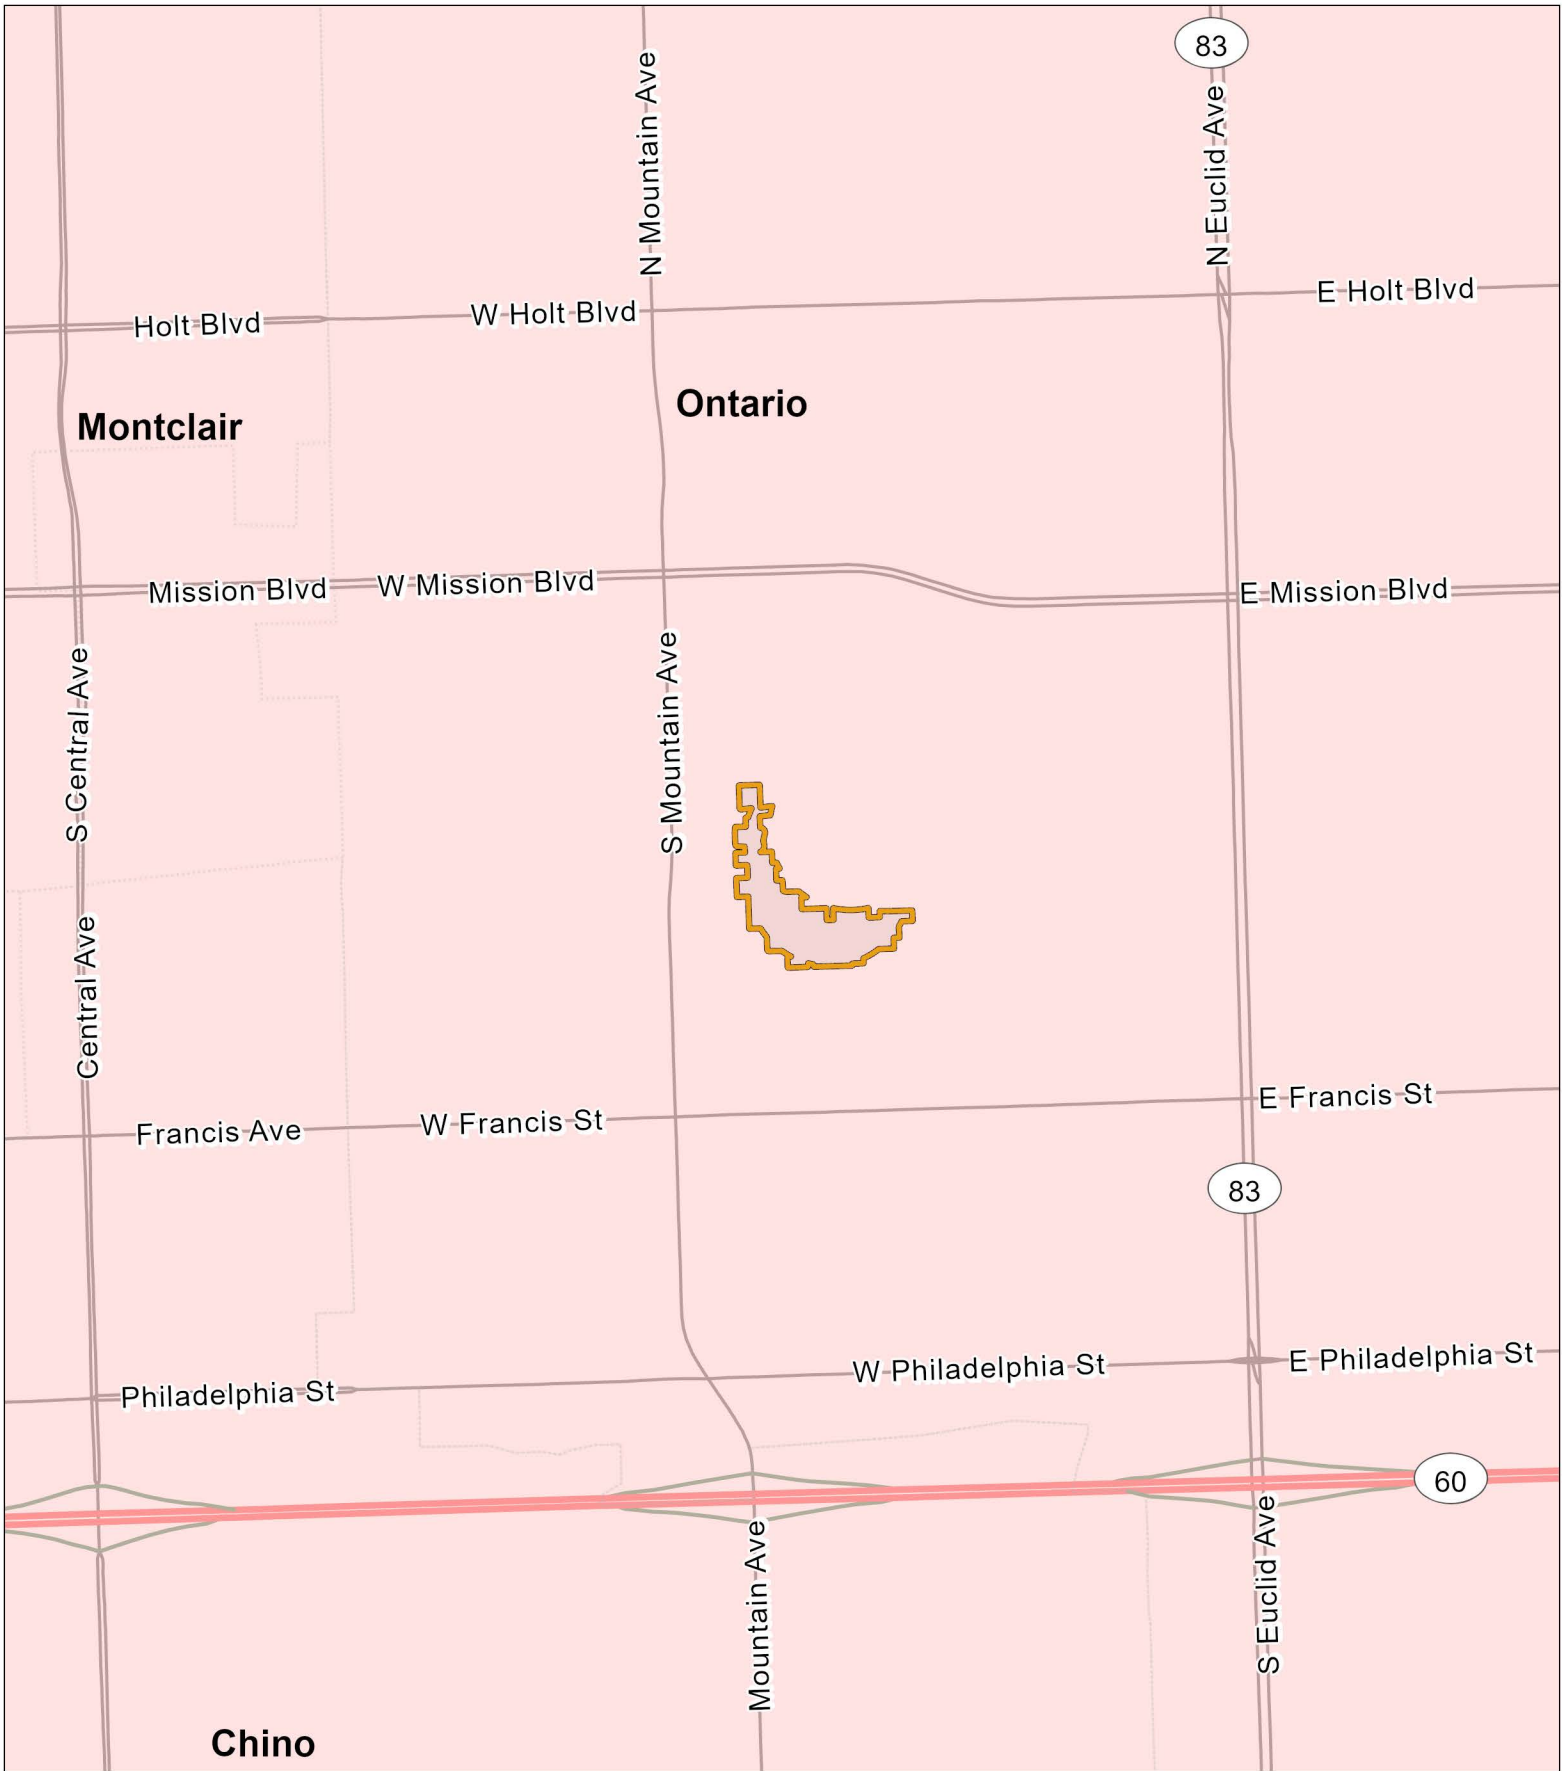 83
N Mountain Ave
N Euclid Ave
E Holt Blvd
W Holt Blvd
Holt Blvd
Ontario
Montclair
W Mission Blvd
Mission Blvd
E Mission Blvd
S Central Ave
S Mountain Ave
Central Ave
E Francis St
W Francis St
Francis Ave
83
E Philadelphia St
W Philadelphia St
Philadelphia St
60
Mountain Ave
S Euclid Ave
Chino